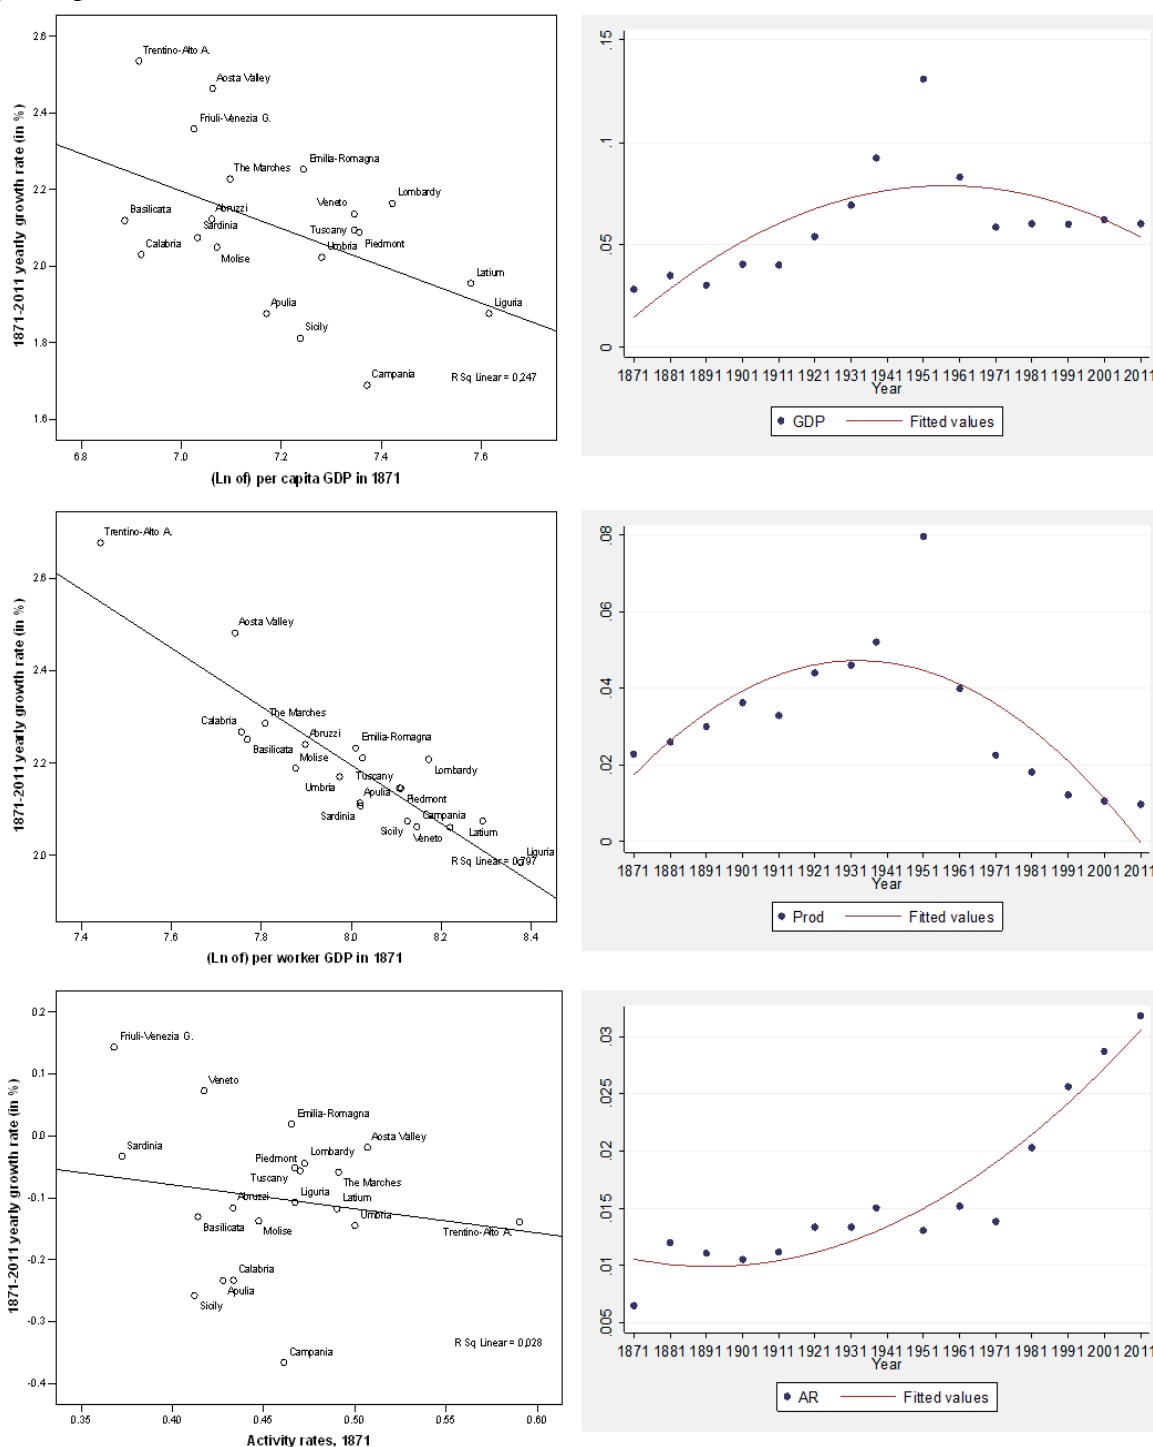 2.6
2.4
2.2
2.0
1.8
1.6
1871-2011 yearly growth rate (in %)
Trentino-Alto A.
Aosta Valley
Friuli-Venezia G.
The Marches
Emilia-Romagna
Lombardy
Veneto
Basilicata
Abruzzi
Sardinia
Tuscany
Piedmont
Calabria
Molise
Umbria
Latium
Apulia
Liguria
Sicily
Campania
R Sq Linear = 0,247
6.8 7.0 7.2 7.4 7.6
(Ln of) per capita GDP in 1871
.15
.1
.05
0
1871 1881 1891 1901 1911 1921 1931 1941 1951 1961 1971 1981 1991 2001 2011
Year
GDP Fitted values
2.6
2.4
2.2
2.0
1871-2011 yearly growth rate (in %)
Trentino-Alto A.
Aosta Valley
The Marches
Calabria
Abruzzi
Emilia-Romagna
Basilicata
Molise
Lombardy
Umbria
Tuscany
Apulia
Piedmont
Sardinia
Campania
Sicily
Veneto
Latium
Liguria
R Sq Linear = 0,797
7.4 7.6 7.8 8.0 8.2 8.4
(Ln of) per worker GDP in 1871
.08
.06
.04
.02
0
1871 1881 1891 1901 1911 1921 1931 1941 1951 1961 1971 1981 1991 2001 2011
Year
Prod Fitted values
0.2
0.1
0.0
-0.1
-0.2
-0.3
-0.4
1871-2011 yearly growth rate (in %)
Friuli-Venezia G.
Veneto
Emilia-Romagna
Aosta Valley
Sardinia
Piedmont
Lombardy
Tuscany
The Marches
Abruzzi
Liguria
Latium
Basilicata
Molise
Umbria
Trentino-Alto A.
Calabria
Apulia
Sicily
Campania
R Sq Linear = 0,028
0.35 0.40 0.45 0.50 0.55 0.60
Activity rates, 1871
.03
.025
.02
.015
.01
.005
1871 1881 1891 1901 1911 1921 1931 1941 1951 1961 1971 1981 1991 2001 2011
Year
AR Fitted values